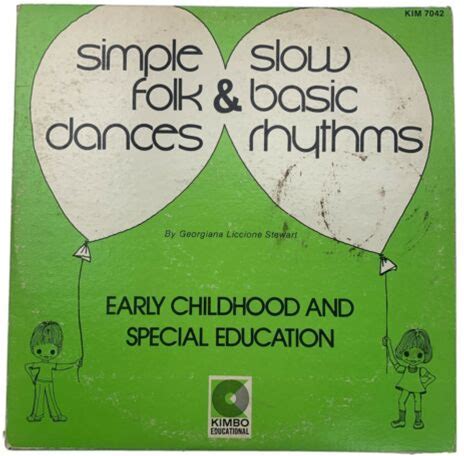 KIM 7042
simple
folk
dances
&
slow
basic
rhythms
By Georgiana Liccione Stewart
EARLY CHILDHOOD AND
SPECIAL EDUCATION
KIMBO
EDUCATIONAL